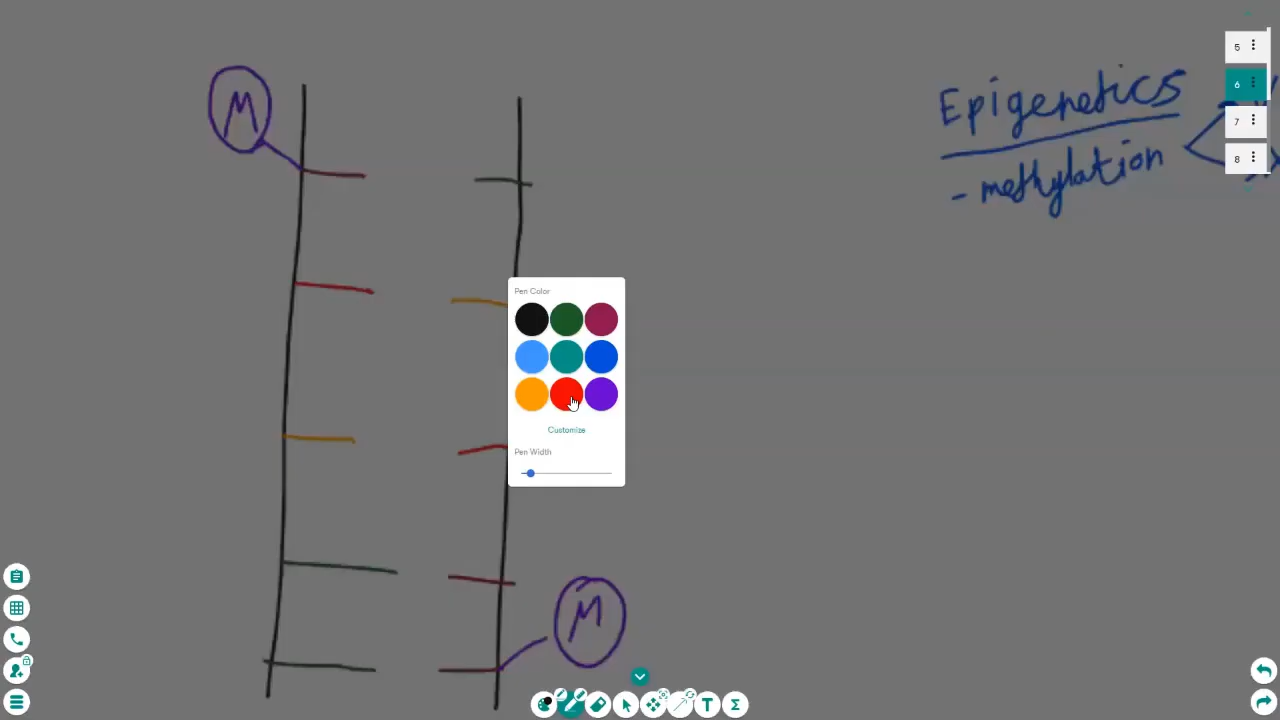 M
Epigenetics
- methylation
5
6
7
8
Pen Color
Customize
Pen Width
M
T
Σ